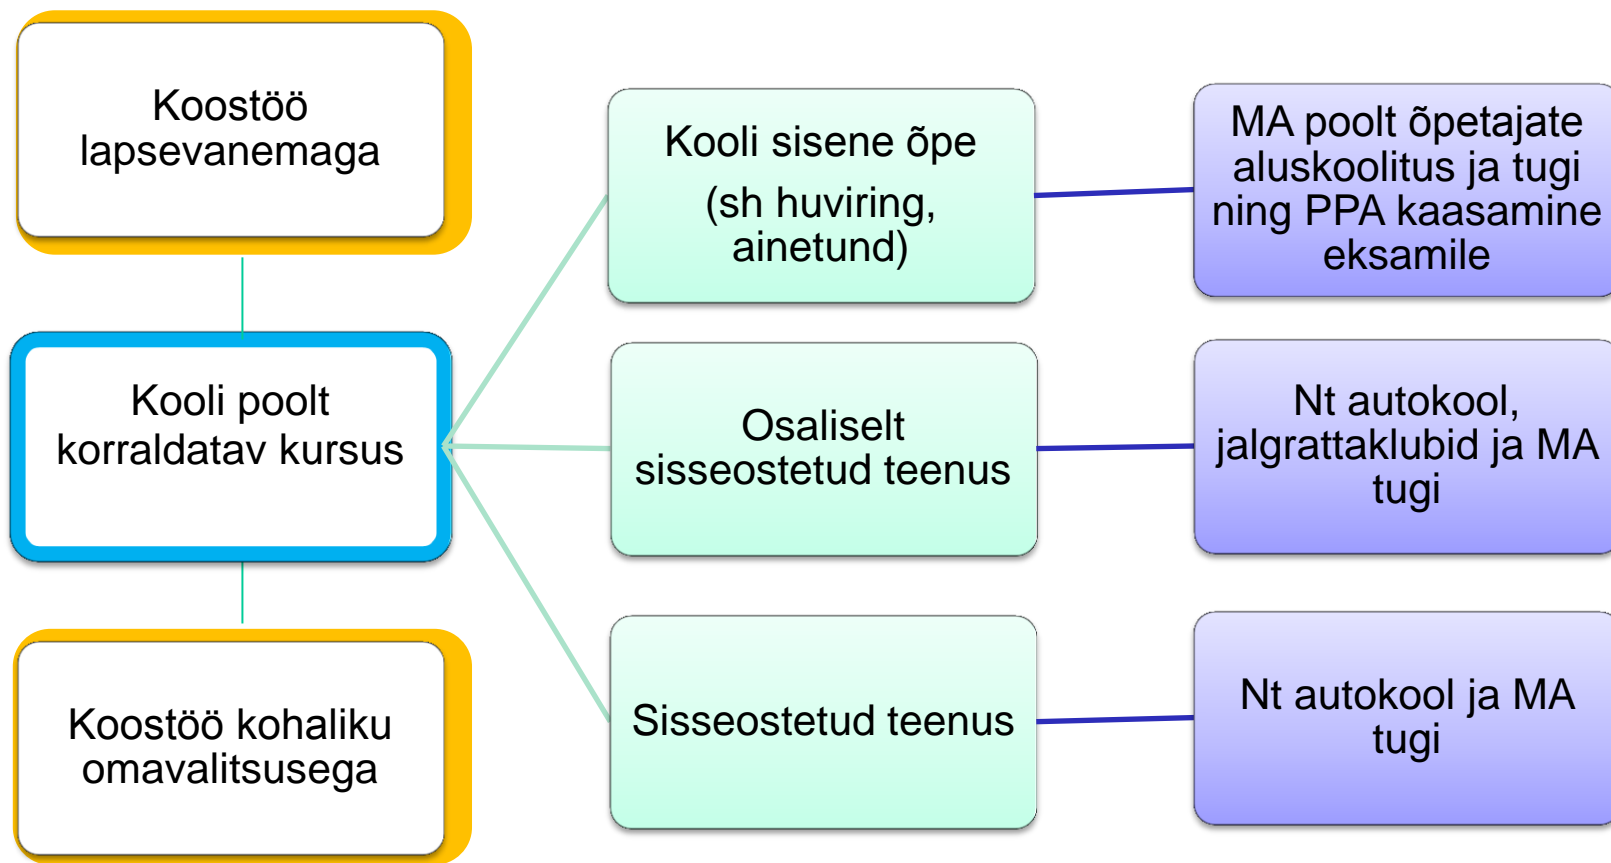 Koostöö
lapsevanemaga
Kooli poolt
korraldatav kursus
Koostöö kohaliku
omavalitsusega
Kooli sisene õpe
(sh huviring,
ainetund)
Osaliselt
sisseostetud teenus
Sisseostetud teenus
MA poolt õpetajate
aluskoolitus ja tugi
ning PPA kaasamine
eksamile
Nt autokool,
jalgrattaklubid ja MA
tugi
Nt autokool ja MA
tugi